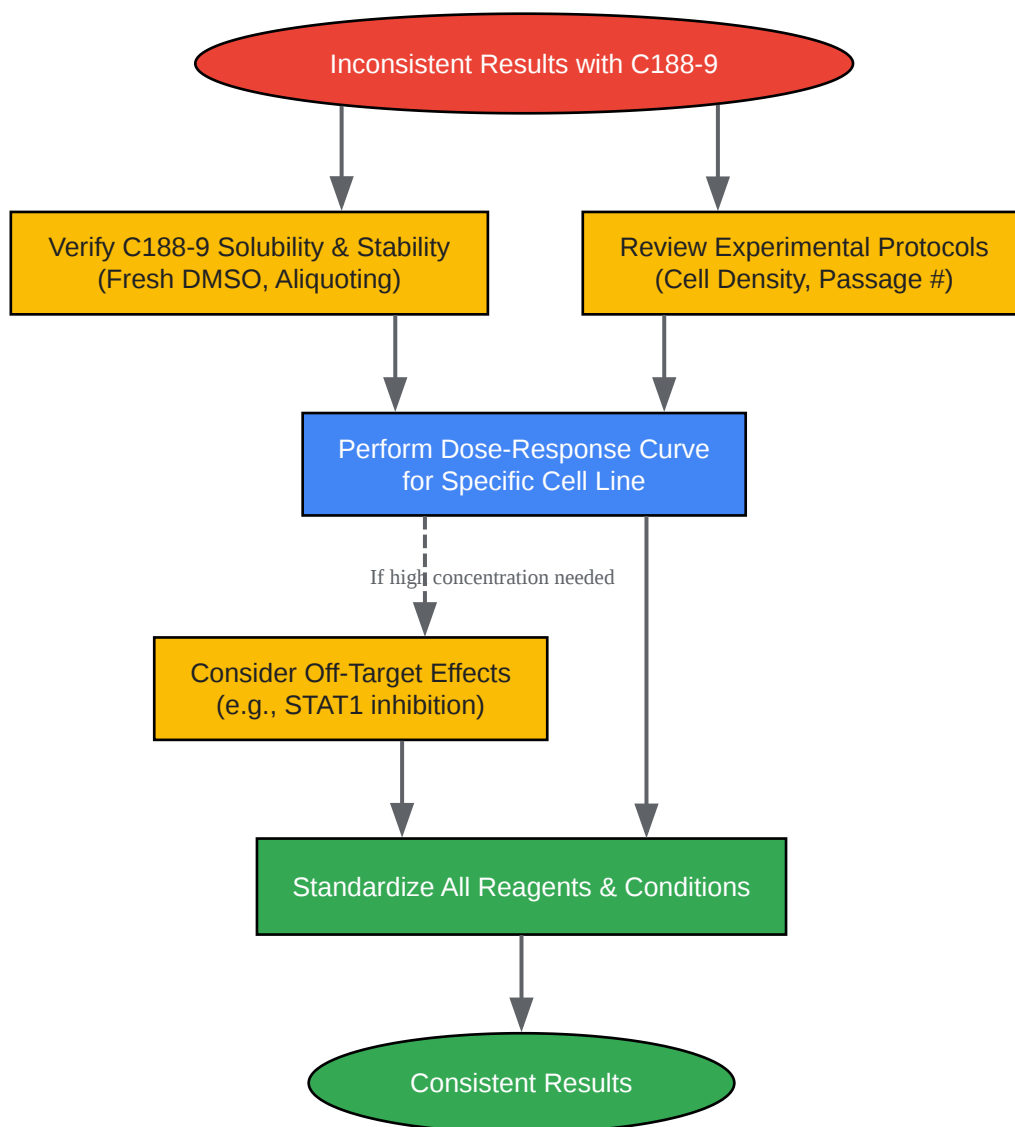 Inconsistent Results with C188-9
Verify C188-9 Solubility & Stability
(Fresh DMSO, Aliquoting)
Review Experimental Protocols
(Cell Density, Passage #)
Perform Dose-Response Curve
for Specific Cell Line
If high concentration needed
Consider Off-Target Effects
(e.g., STAT1 inhibition)
Standardize All Reagents & Conditions
Consistent Results